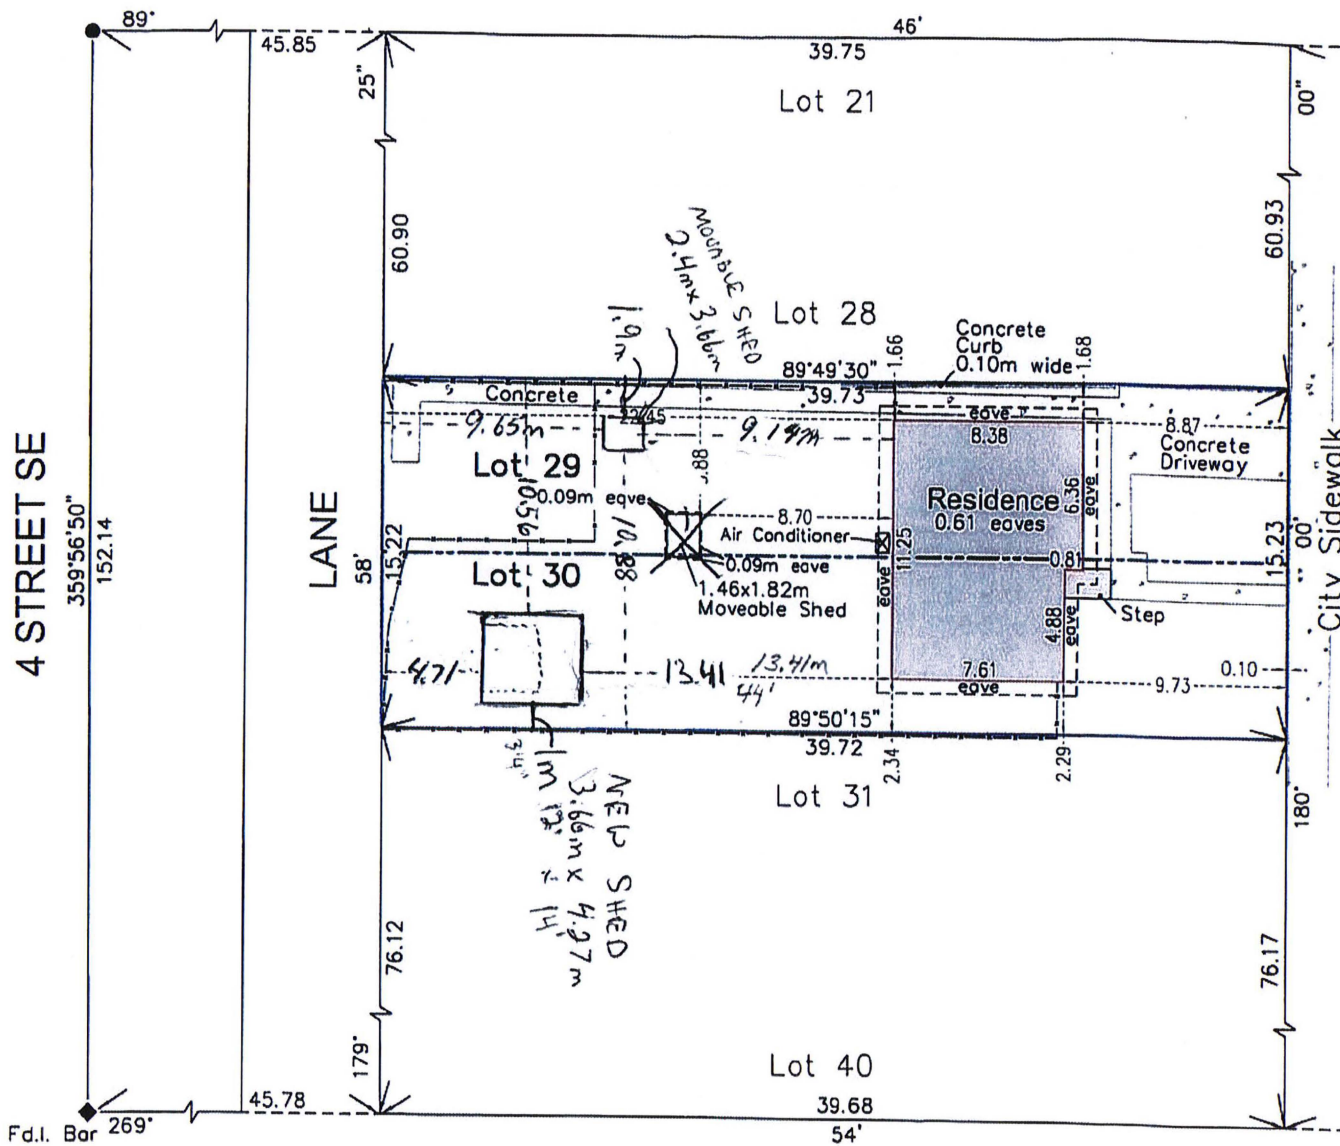 89°
46'
45.85
39.75
25"
00"
Lot 21
60.90
60.93
MOVABLE SHED
2.4m x 3.66m
1.9m
Lot 28
Concrete
Curb
0.10m wide
1.66
1.68
89°49'30"
39.73
Concrete
22.45
eave
8.38
8.87
Concrete
Driveway
9.65m
9.14m
.88
Lot 29
0.09m eave
10.56
10.88
8.70
Air Conditioner
Residence
0.61 eaves
6.36
eave
4 STREET SE
359°56'50"
152.14
LANE
58'
15.22
Lot 30
0.09m eave
1.46x1.82m
Moveable Shed
11.25
eave
0.81
15.23
00'
City Sidewalk
Step
4.88
eave
4.71
13.41
13.41m
44'
7.61
eave
0.10
9.73
89°50'15"
39.72
2.34
2.29
Lot 31
180°
1m
NEW SHED
3.66m x 4.27m
12' x 14'
76.12
76.17
179°
Lot 40
45.78
39.68
Fd.I. Bar
269°
54'